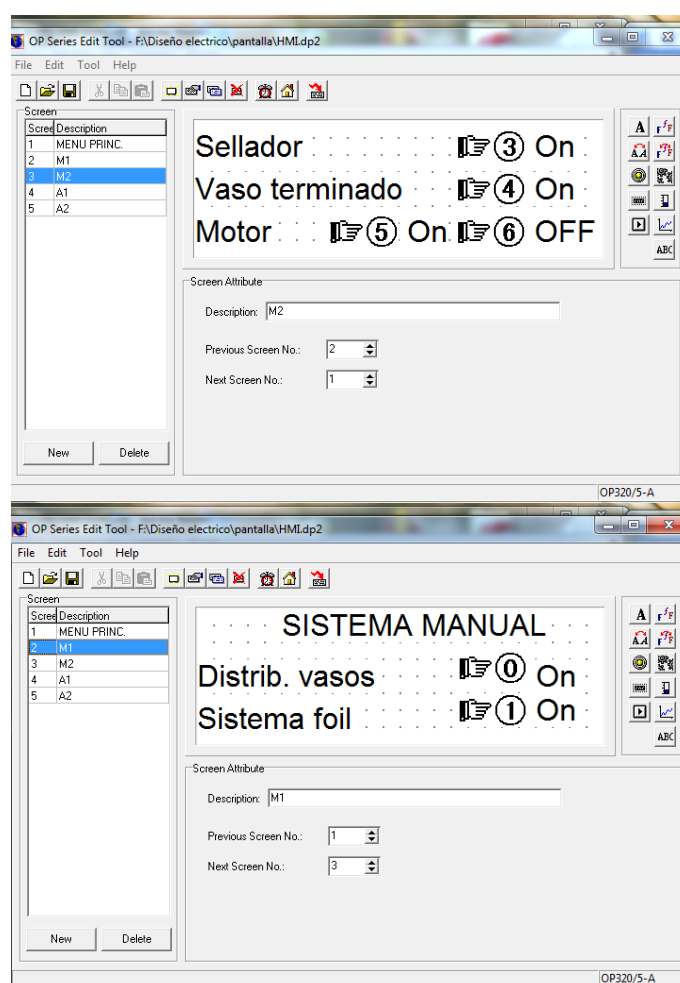 OP Series Edit Tool - F:\Diseño electrico\pantalla\HMI.dp2
File Edit Tool Help
Screen
Scree Description
1 MENU PRINC.
2 M1
3 M2
4 A1
5 A2
Sellador 3 On
Vaso terminado 4 On
Motor 5 On 6 OFF
A
ABC
Screen Attribute
Description: M2
Previous Screen No.: 2
Next Screen No.: 1
New Delete
OP320/5-A
OP Series Edit Tool - F:\Diseño electrico\pantalla\HMI.dp2
File Edit Tool Help
Screen
Scree Description
1 MENU PRINC.
2 M1
3 M2
4 A1
5 A2
SISTEMA MANUAL
Distrib. vasos 0 On
Sistema foil 1 On
A
ABC
Screen Attribute
Description: M1
Previous Screen No.: 1
Next Screen No.: 3
New Delete
OP320/5-A